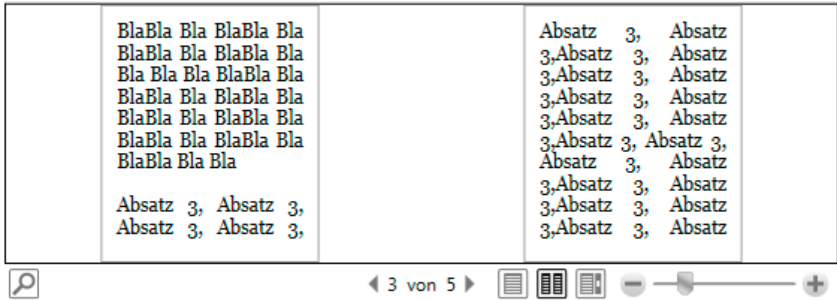 BlaBla Bla BlaBla Bla
BlaBla Bla BlaBla Bla
Bla Bla Bla BlaBla Bla
BlaBla Bla BlaBla Bla
BlaBla Bla BlaBla Bla
BlaBla Bla BlaBla Bla
BlaBla Bla Bla
Absatz 3, Absatz 3,
Absatz 3, Absatz 3,
Absatz 3, Absatz
3,Absatz 3, Absatz
3,Absatz 3, Absatz
3,Absatz 3, Absatz
3,Absatz 3, Absatz
3,Absatz 3, Absatz 3,
Absatz 3, Absatz
3,Absatz 3, Absatz
3,Absatz 3, Absatz
3,Absatz 3, Absatz
3 von 5